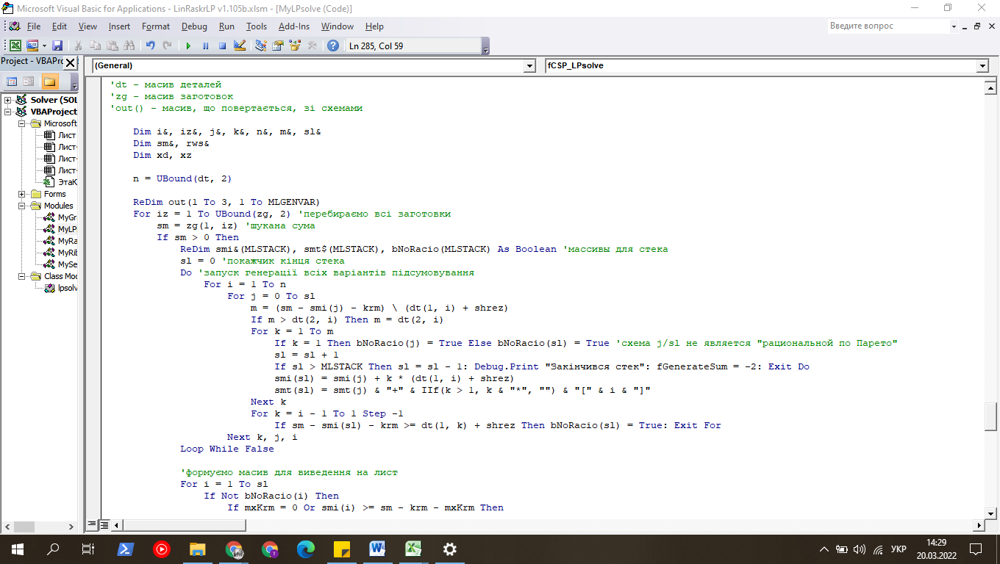 Microsoft Visual Basic for Applications - LinRaskrLP v1.105b.xlsm - [MyLPsolve (Code)]
File Edit View Insert Format Debug Run Tools Add-Ins Window Help
Введите вопрос
Ln 285, Col 59
Project - VBAPro
(General)
fCSP_LPsolve
Solver (SOL
VBAProject
Microsoft
Лист
Лист
Лист
Лист
ЭтаК
Forms
Modules
MyGr
MyLP
MyRa
MyRib
MySe
Class Moc
lpsolv
'dt - масив деталей
'zg - масив заготовок
'out() - масив, що повертається, зі схемами
Dim i&, iz&, j&, k&, n&, m&, sl&
Dim sm&, rws&
Dim xd, xz
n = UBound(dt, 2)
ReDim out(1 To 3, 1 To MLGENVAR)
For iz = 1 To UBound(zg, 2) 'перебираємо всі заготовки
sm = zg(1, iz) 'шукана сума
If sm > 0 Then
ReDim smi&(MLSTACK), smt$(MLSTACK), bNoRacio(MLSTACK) As Boolean 'массивы для стека
sl = 0 'покажчик кінця стека
Do 'запуск генерації всіх варіантів підсумовування
For i = 1 To n
For j = 0 To sl
m = (sm - smi(j) - krm) \ (dt(1, i) + shrez)
If m > dt(2, i) Then m = dt(2, i)
For k = 1 To m
If k = 1 Then bNoRacio(j) = True Else bNoRacio(sl) = True 'схема j/sl не является "рациональной по Парето"
sl = sl + 1
If sl > MLSTACK Then sl = sl - 1: Debug.Print "Закінчився стек": fGenerateSum = -2: Exit Do
smi(sl) = smi(j) + k * (dt(1, i) + shrez)
smt(sl) = smt(j) & "+" & IIf(k > 1, k & "*", "") & "[" & i & "]"
Next k
For k = i - 1 To 1 Step -1
If sm - smi(sl) - krm >= dt(1, k) + shrez Then bNoRacio(sl) = True: Exit For
Next k, j, i
Loop While False
'формуємо масив для виведення на лист
For i = 1 To sl
If Not bNoRacio(i) Then
If mxKrm = 0 Or smi(i) >= sm - krm - mxKrm Then
УКР
14:29
20.03.2022